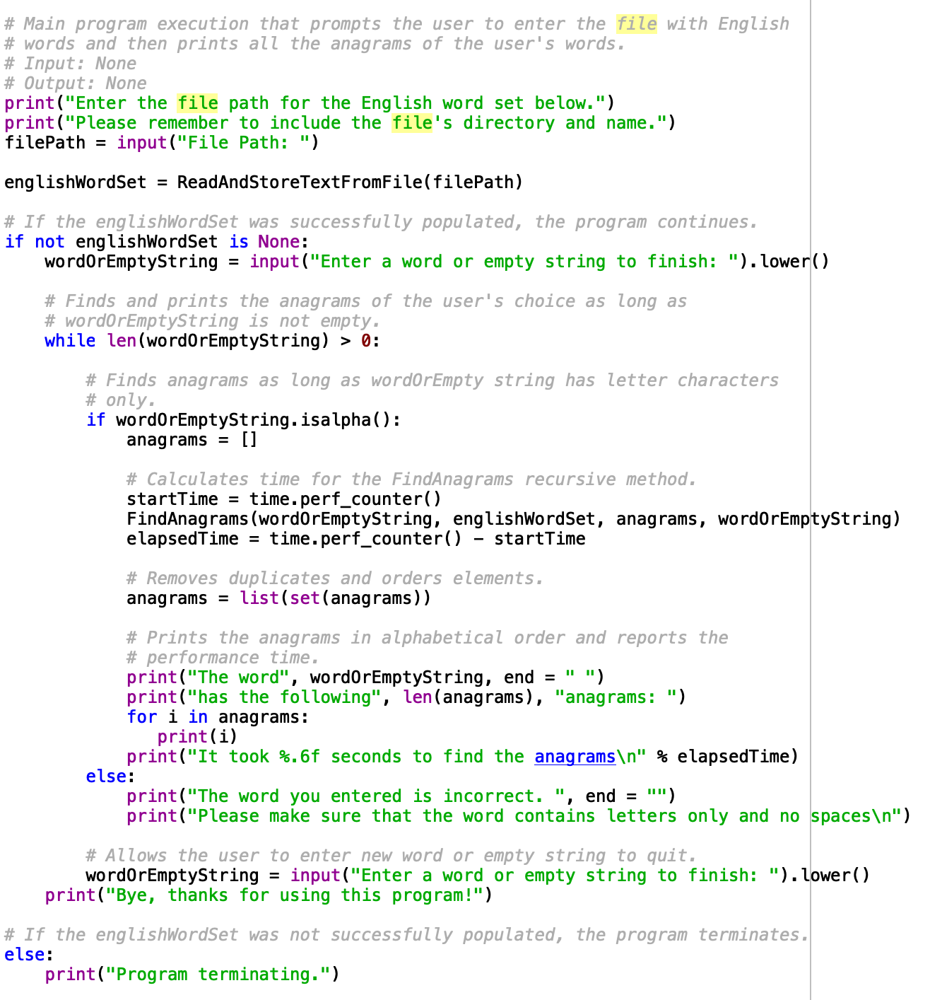 # Main program execution that prompts the user to enter the file with English
# words and then prints all the anagrams of the user's words.
# Input: None
# Output: None
print("Enter the file path for the English word set below.")
print("Please remember to include the file's directory and name.")
filePath = input("File Path: ")
englishWordSet = ReadAndStoreTextFromFile(filePath)
# If the englishWordSet was successfully populated, the program continues.
if not englishWordSet is None:
    wordOrEmptyString = input("Enter a word or empty string to finish: ").lower()
    # Finds and prints the anagrams of the user's choice as long as
    # wordOrEmptyString is not empty.
    while len(wordOrEmptyString) > 0:
        # Finds anagrams as long as wordOrEmpty string has letter characters
        # only.
        if wordOrEmptyString.isalpha():
            anagrams = []
            # Calculates time for the FindAnagrams recursive method.
            startTime = time.perf_counter()
            FindAnagrams(wordOrEmptyString, englishWordSet, anagrams, wordOrEmptyString)
            elapsedTime = time.perf_counter() - startTime
            # Removes duplicates and orders elements.
            anagrams = list(set(anagrams))
            # Prints the anagrams in alphabetical order and reports the
            # performance time.
            print("The word", wordOrEmptyString, end = " ")
            print("has the following", len(anagrams), "anagrams: ")
            for i in anagrams:
               print(i)
            print("It took %.6f seconds to find the anagrams\n" % elapsedTime)
        else:
            print("The word you entered is incorrect. ", end = "")
            print("Please make sure that the word contains letters only and no spaces\n")
        # Allows the user to enter new word or empty string to quit.
        wordOrEmptyString = input("Enter a word or empty string to finish: ").lower()
    print("Bye, thanks for using this program!")
# If the englishWordSet was not successfully populated, the program terminates.
else:
    print("Program terminating.")